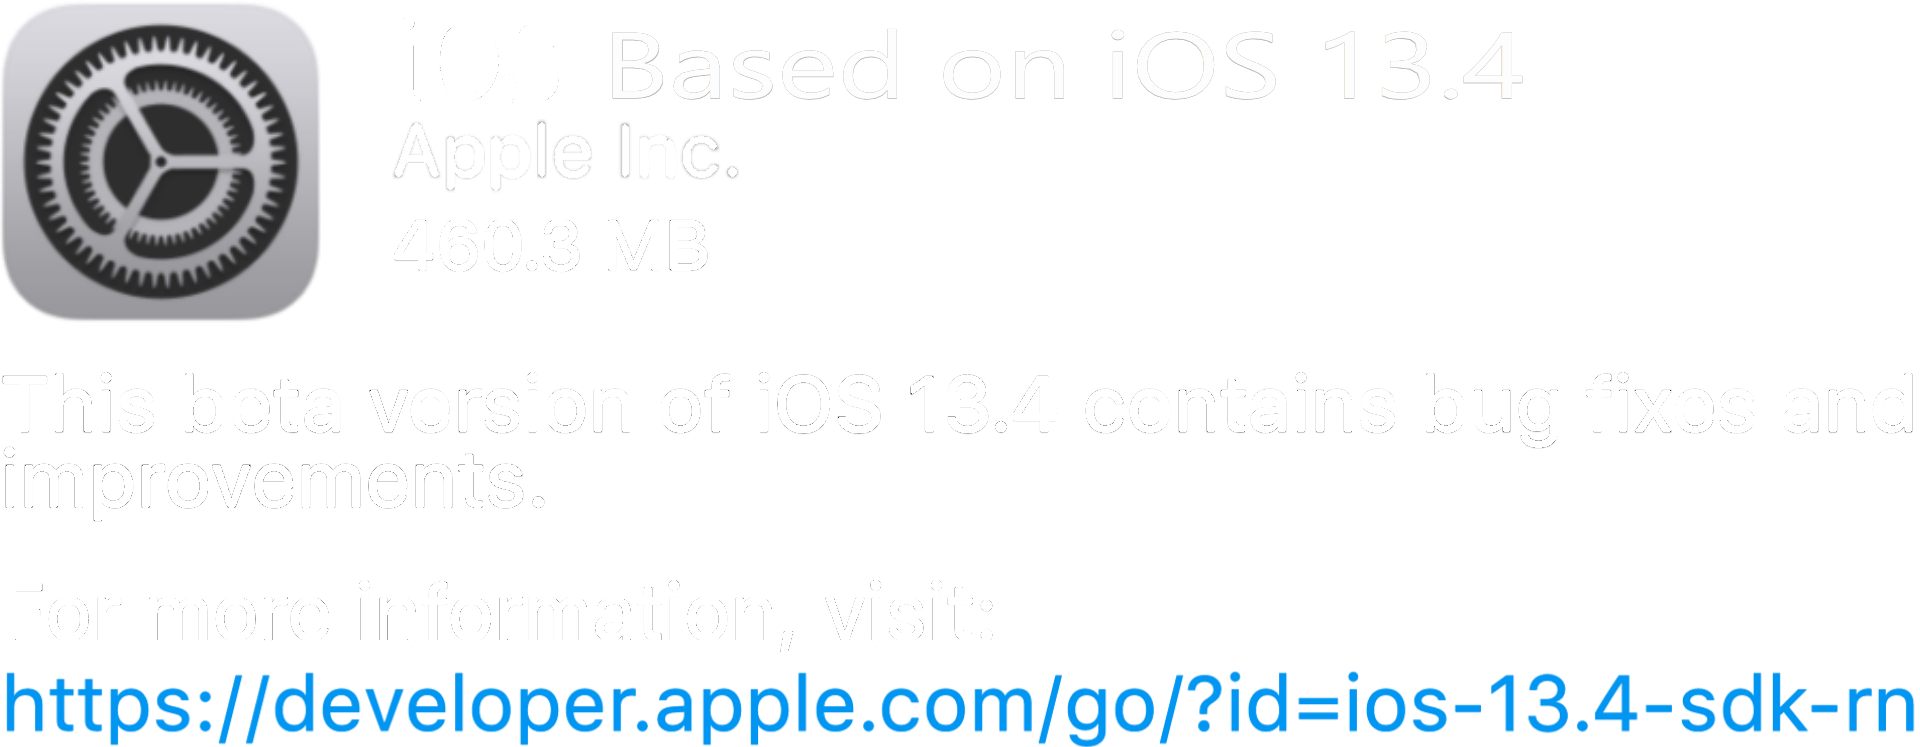 iOS Based on iOS 13.4
Apple Inc.
460.3 MB
This beta version of iOS 13.4 contains bug fixes and
improvements.
For more information, visit:
https://developer.apple.com/go/?id=ios-13.4-sdk-rn